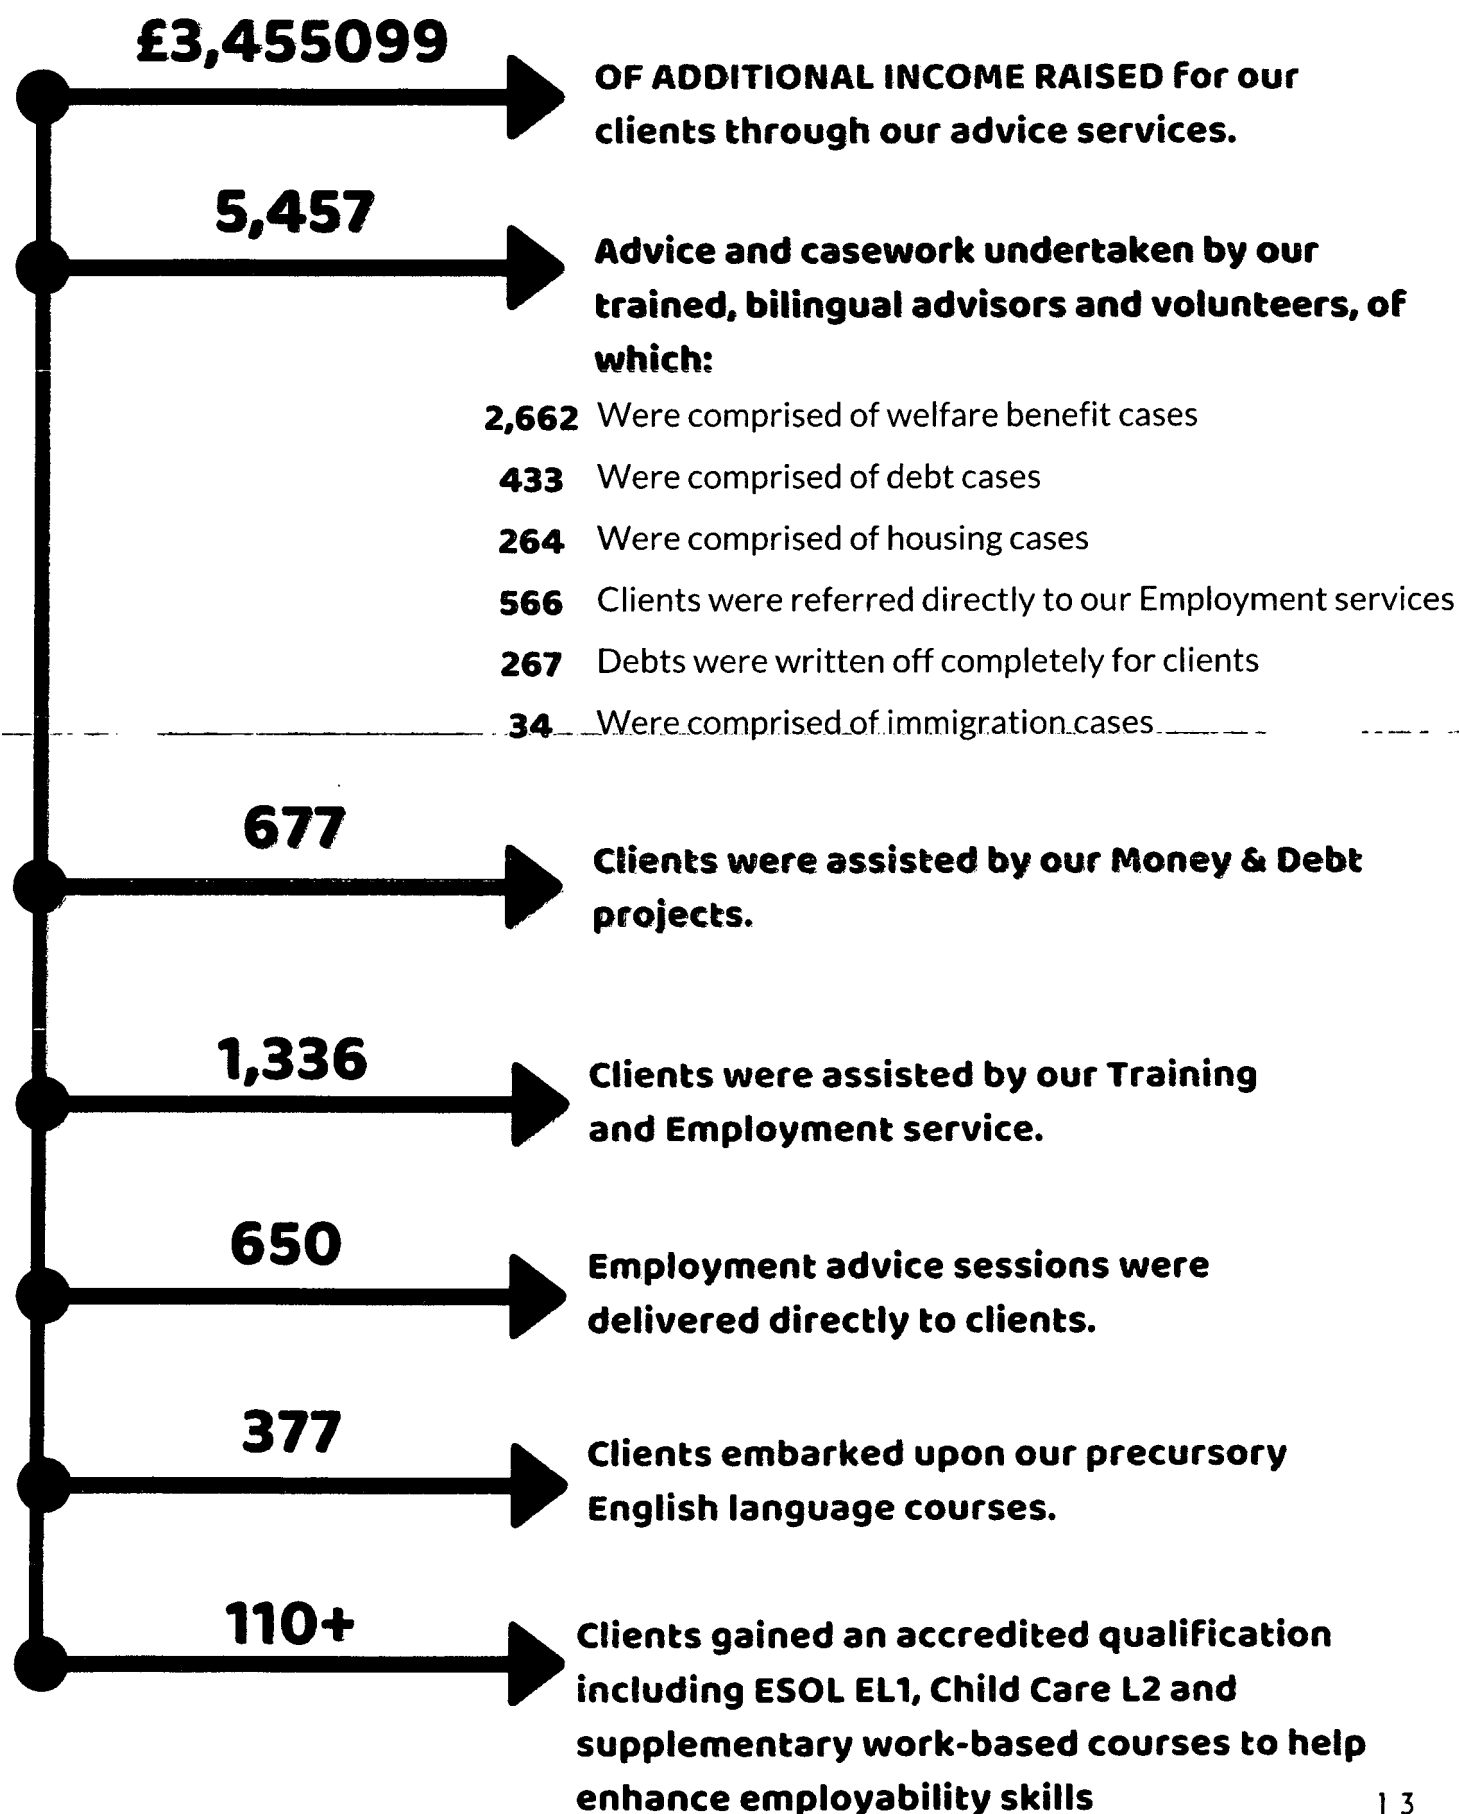 £3,455099
OF ADDITIONAL INCOME RAISED for our
clients through our advice services.
5,457
Advice and casework undertaken by our
trained, bilingual advisors and volunteers, of
which:
2,662 Were comprised of welfare benefit cases
433 Were comprised of debt cases
264 Were comprised of housing cases
566 Clients were referred directly to our Employment services
267 Debts were written off completely for clients
34 Were comprised of immigration cases
677
Clients were assisted by our Money & Debt
projects.
1,336
Clients were assisted by our Training
and Employment service.
650
Employment advice sessions were
delivered directly to clients.
377
Clients embarked upon our precursory
English language courses.
110+
Clients gained an accredited qualification
including ESOL EL1, Child Care L2 and
supplementary work-based courses to help
enhance employability skills
13